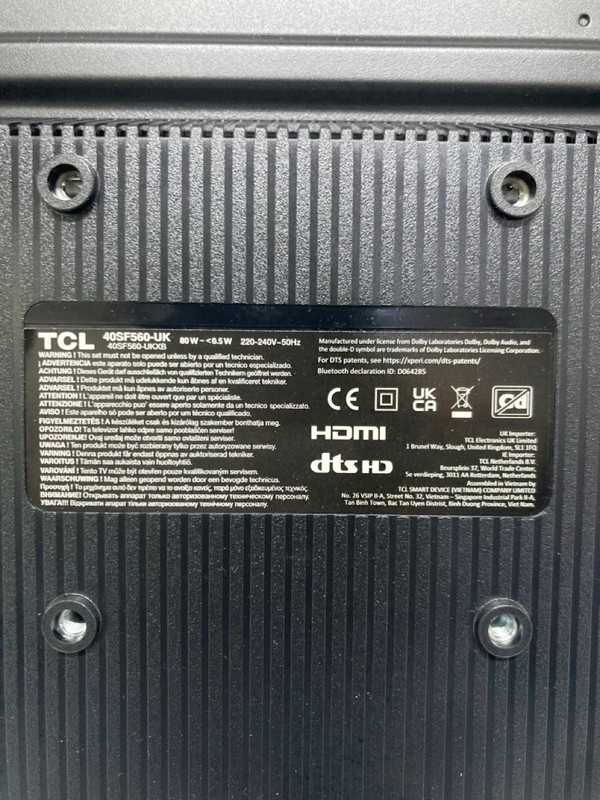 TCL 40SF560-UK 80W~<0.5W 220-240V~50Hz
40SF560-UKXB
WARNING ! This set must not be opened unless by a qualified technician.
¡ ADVERTENCIA este aparato solo puede ser abierto por un tecnico especializado.
ACHTUNG ! Dieses Gerät darf ausschließlich von qualifiziertem Techniker geöffnet werden.
ADVARSEL ! Dette produkt må udelukkende kun åbnes af en kvalificeret tekniker.
ADVARSEL ! Produktet må kun åpnes av autoriserte personer.
ATTENTION ! L'appareil ne doit être ouvert que par un spécialiste.
ATTENZIONE ! L'apparecchio puo' essere aperto solamente da un tecnico specializzato.
AVISO ! Este aparelho só pode ser aberto por um técnico qualificado.
FIGYELMEZTETÉS ! A készüléket csak és kizárólag szakember bonthatja meg.
OPOZORILO! Ta televizor lahko odpre samo pooblaščen serviser!
UPOZORENJE! Ovaj uređaj može otvoriti samo ovlašteni serviser.
UWAGA ! Ten produkt może być rozbierany tylko przez autoryzowany serwisy.
WARNING ! Denna produkt får endast öppnas av auktoriserad tekniker.
VAROITUS ! Tämän saa aukaista vain huoltoyhtiö.
VAROVÁNÍ ! Tento TV může být otevřen pouze kvalifikovaným servisem.
WAARSCHUWING ! Mag alleen geopend worden door een bevoegde technicus.
Προσοχή ! Το μηχάνημα αυτό δεν πρέπει να το ανοίξει κανείς, παρά μόνο εξειδικευμένος τεχνικός.
ВНИМАНИЕ! Открывать аппарат только авторизованному техническому персоналу.
УВАГА!!! Відкривати апарат тільки авторизованому технічному персоналу.
Manufactured under license from Dolby Laboratories Dolby, Dolby Audio, and
the double-D symbol are trademarks of Dolby Laboratories Licensing Corporation.
For DTS patents, see https://xperi.com/dts-patents/
Bluetooth declaration ID: D064285
CE UK CA
HDMI
dts HD
UK Importer:
TCL Electronics UK Limited
1 Brunel Way, Slough, United Kingdom, SL1 1FQ
IE Importer:
TCL Netherlands B.V.
Beursplein 37, World Trade Center,
5e verdieping, 3011 AA Rotterdam, Netherlands
Assembled in Vietnam by
TCL SMART DEVICE (VIETNAM) COMPANY LIMITED
No. 26 VSIP II-A, Street No. 32, Vietnam – Singapore Industrial Park II-A,
Tan Binh Town, Bac Tan Uyen Distrist, Binh Duong Province, Viet Nam.